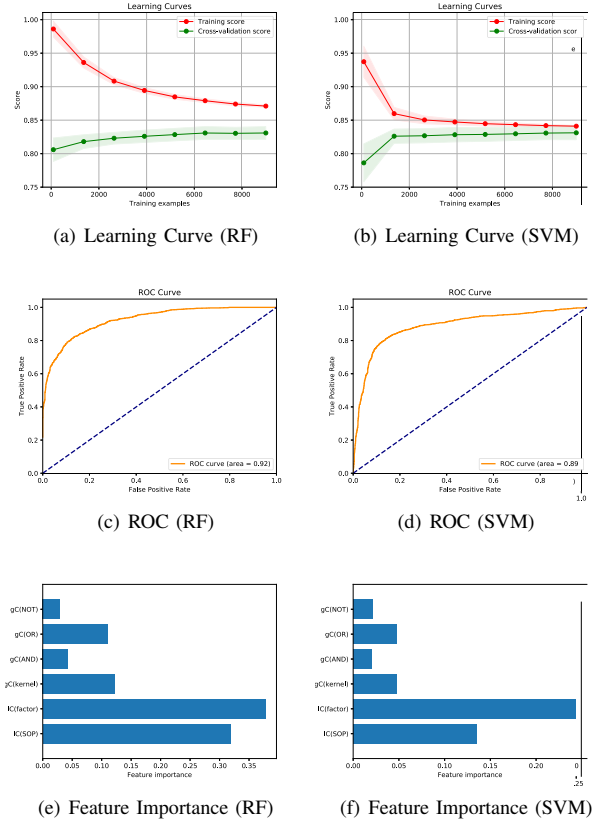 Learning Curves
Training score
Cross-validation score
1.00
0.95
0.90
0.85
0.80
0.75
Score
0 2000 4000 6000 8000
Training examples
(a) Learning Curve (RF)
Learning Curves
Training score
Cross-validation score
e
1.00
0.95
0.90
0.85
0.80
0.75
Score
0 2000 4000 6000 8000
Training examples
(b) Learning Curve (SVM)
ROC Curve
1.0
0.8
0.6
0.4
0.2
0.0
True Positive Rate
ROC curve (area = 0.92)
0.0 0.2 0.4 0.6 0.8 1.0
False Positive Rate
(c) ROC (RF)
ROC Curve
1.0
0.8
0.6
0.4
0.2
0.0
True Positive Rate
ROC curve (area = 0.89
)
0.0 0.2 0.4 0.6 0.8
1.0
False Positive Rate
(d) ROC (SVM)
gC(NOT)
gC(OR)
gC(AND)
gC(kernel)
lC(factor)
lC(SOP)
0.00 0.05 0.10 0.15 0.20 0.25 0.30 0.35
Feature importance
(e) Feature Importance (RF)
gC(NOT)
gC(OR)
gC(AND)
gC(kernel)
lC(factor)
lC(SOP)
0.00 0.05 0.10 0.15 0.20 0
.25
Feature importance
(f) Feature Importance (SVM)